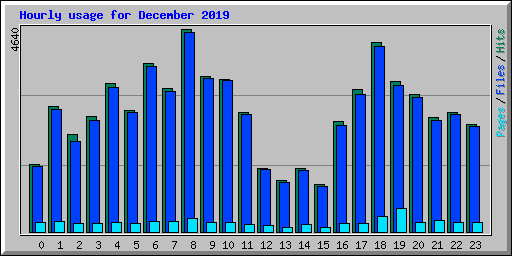 Hourly usage for December 2019
4640
Pages/Files/Hits
0 1 2 3 4 5 6 7 8 9 10 11 12 13 14 15 16 17 18 19 20 21 22 23